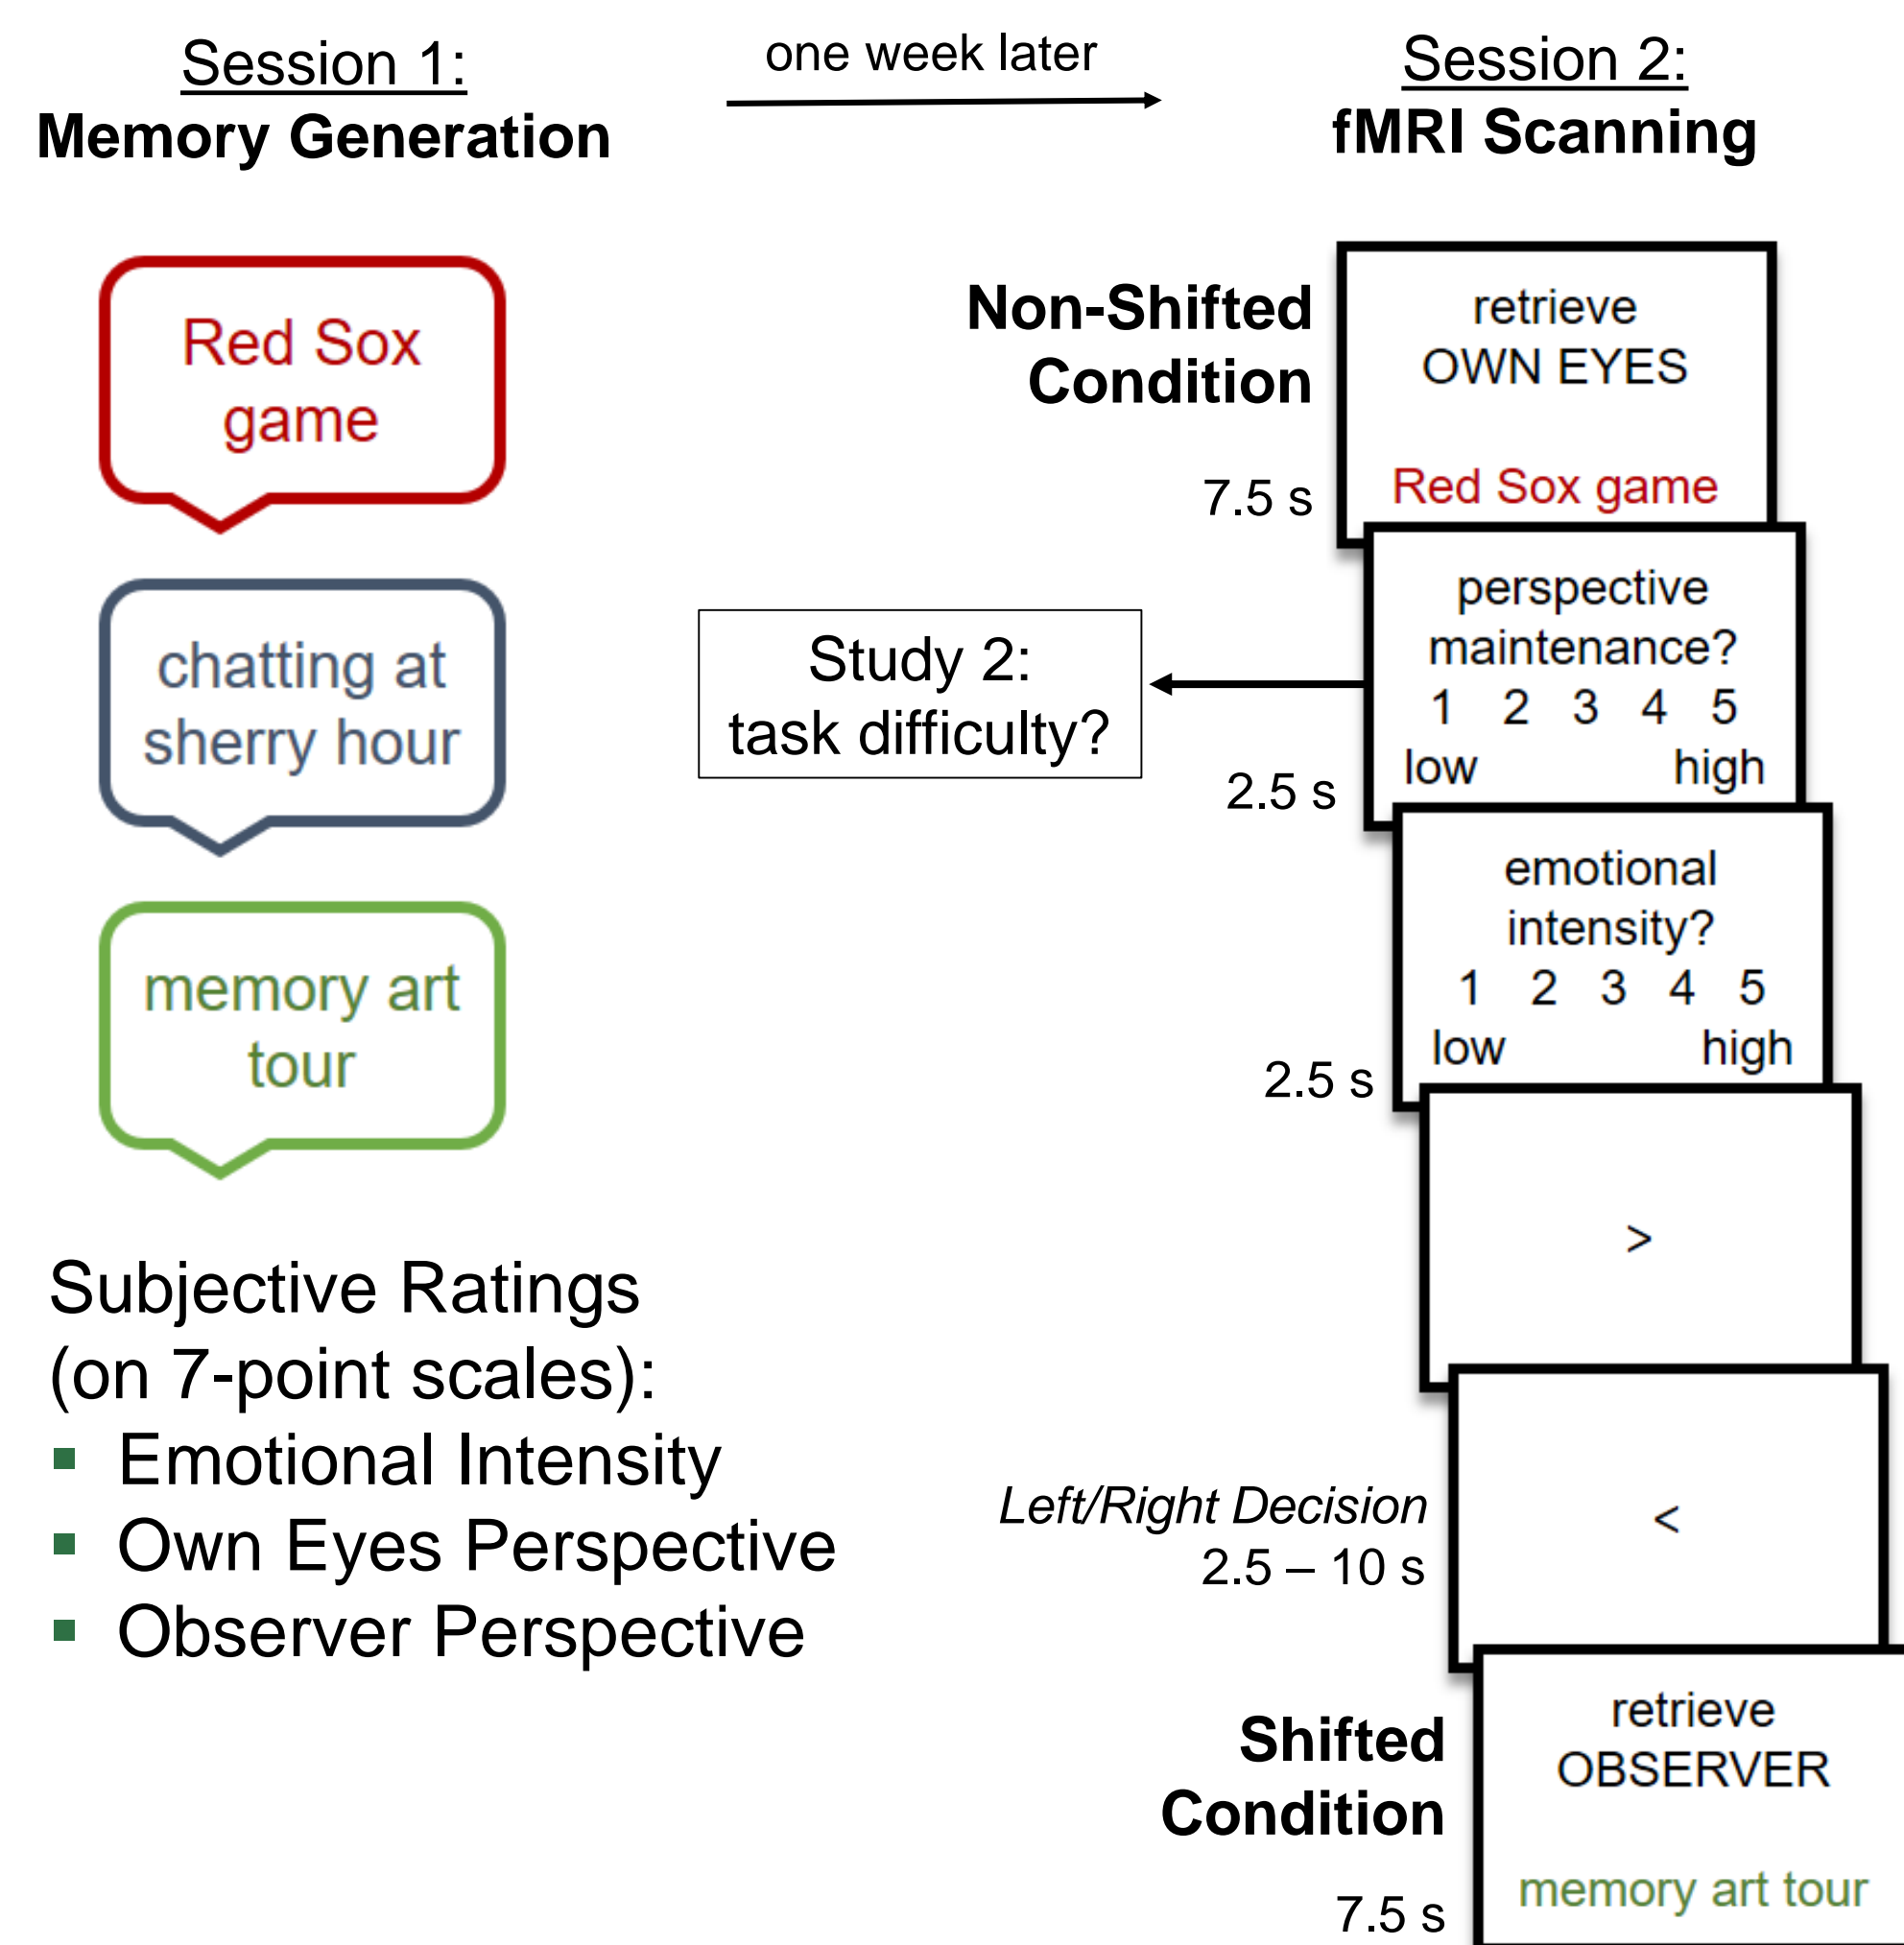 Session 1:
Memory Generation
one week later
Session 2:
fMRI Scanning
Red Sox
game
chatting at
sherry hour
memory art
tour
Subjective Ratings
(on 7-point scales):
▪ Emotional Intensity
▪ Own Eyes Perspective
▪ Observer Perspective
Non-Shifted
Condition
7.5 s
retrieve
OWN EYES
Red Sox game
Study 2:
task difficulty?
perspective
maintenance?
1 2 3 4 5
low high
2.5 s
emotional
intensity?
1 2 3 4 5
low high
2.5 s
>
<
Left/Right Decision
2.5 – 10 s
Shifted
Condition
7.5 s
retrieve
OBSERVER
memory art tour